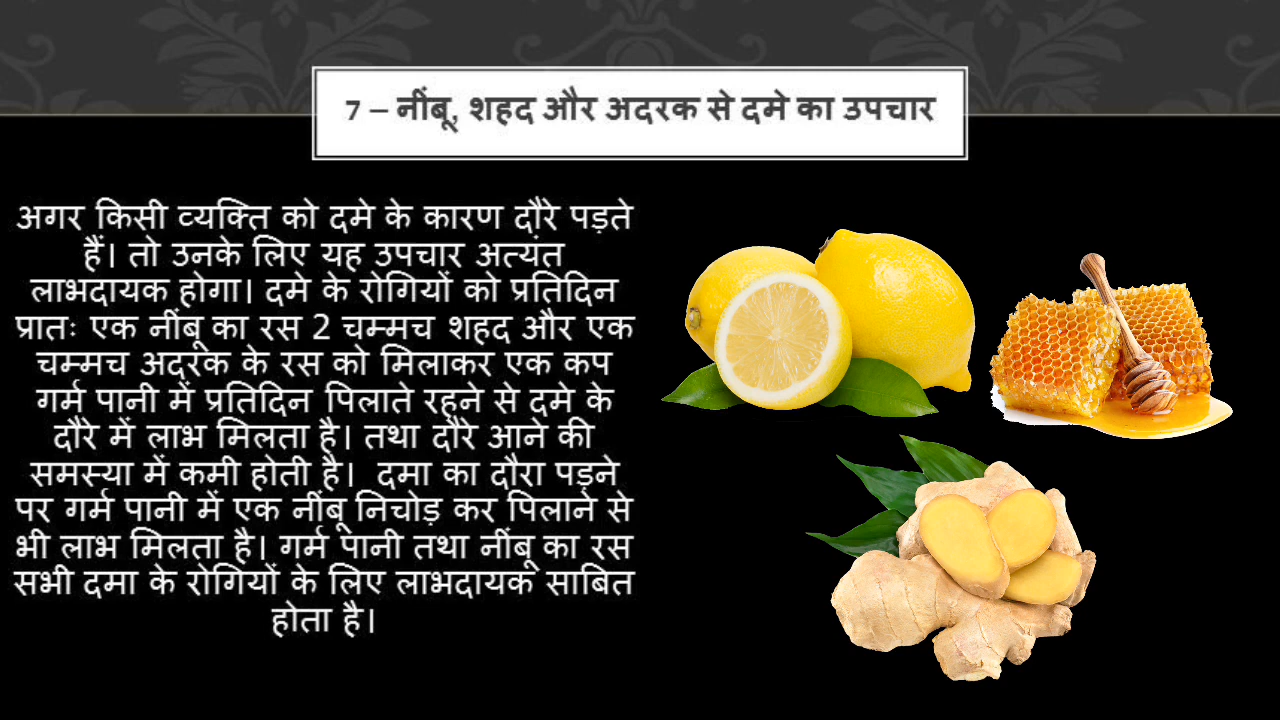 7 – नींबू, शहद और अदरक से दमे का उपचार
अगर किसी व्यक्ति को दमे के कारण दौरे पड़ते
हैं। तो उनके लिए यह उपचार अत्यंत
लाभदायक होगा। दमे के रोगियों को प्रतिदिन
प्रातः एक नींबू का रस 2 चम्मच शहद और एक
चम्मच अदरक के रस को मिलाकर एक कप
गर्म पानी में प्रतिदिन पिलाते रहने से दमे के
दौरे में लाभ मिलता है। तथा दौरे आने की
समस्या में कमी होती है। दमा का दौरा पड़ने
पर गर्म पानी में एक नींबू निचोड़ कर पिलाने से
भी लाभ मिलता है। गर्म पानी तथा नींबू का रस
सभी दमा के रोगियों के लिए लाभदायक साबित
होता है।